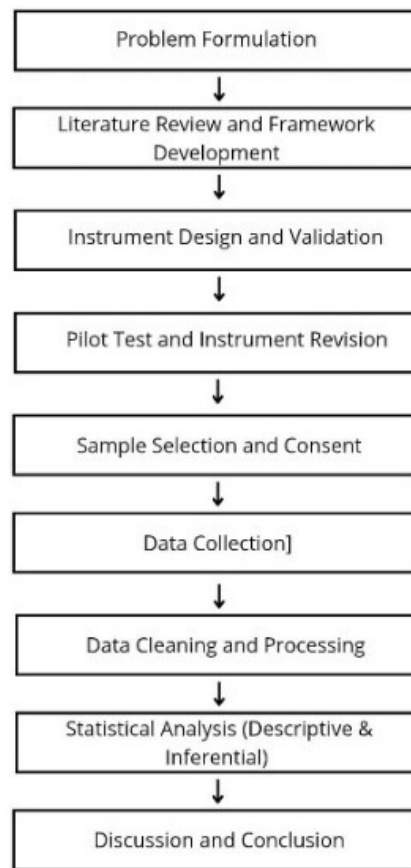 Problem Formulation
↓
Literature Review and Framework
Development
↓
Instrument Design and Validation
↓
Pilot Test and Instrument Revision
↓
Sample Selection and Consent
↓
Data Collection]
↓
Data Cleaning and Processing
↓
Statistical Analysis (Descriptive &
Inferential)
↓
Discussion and Conclusion